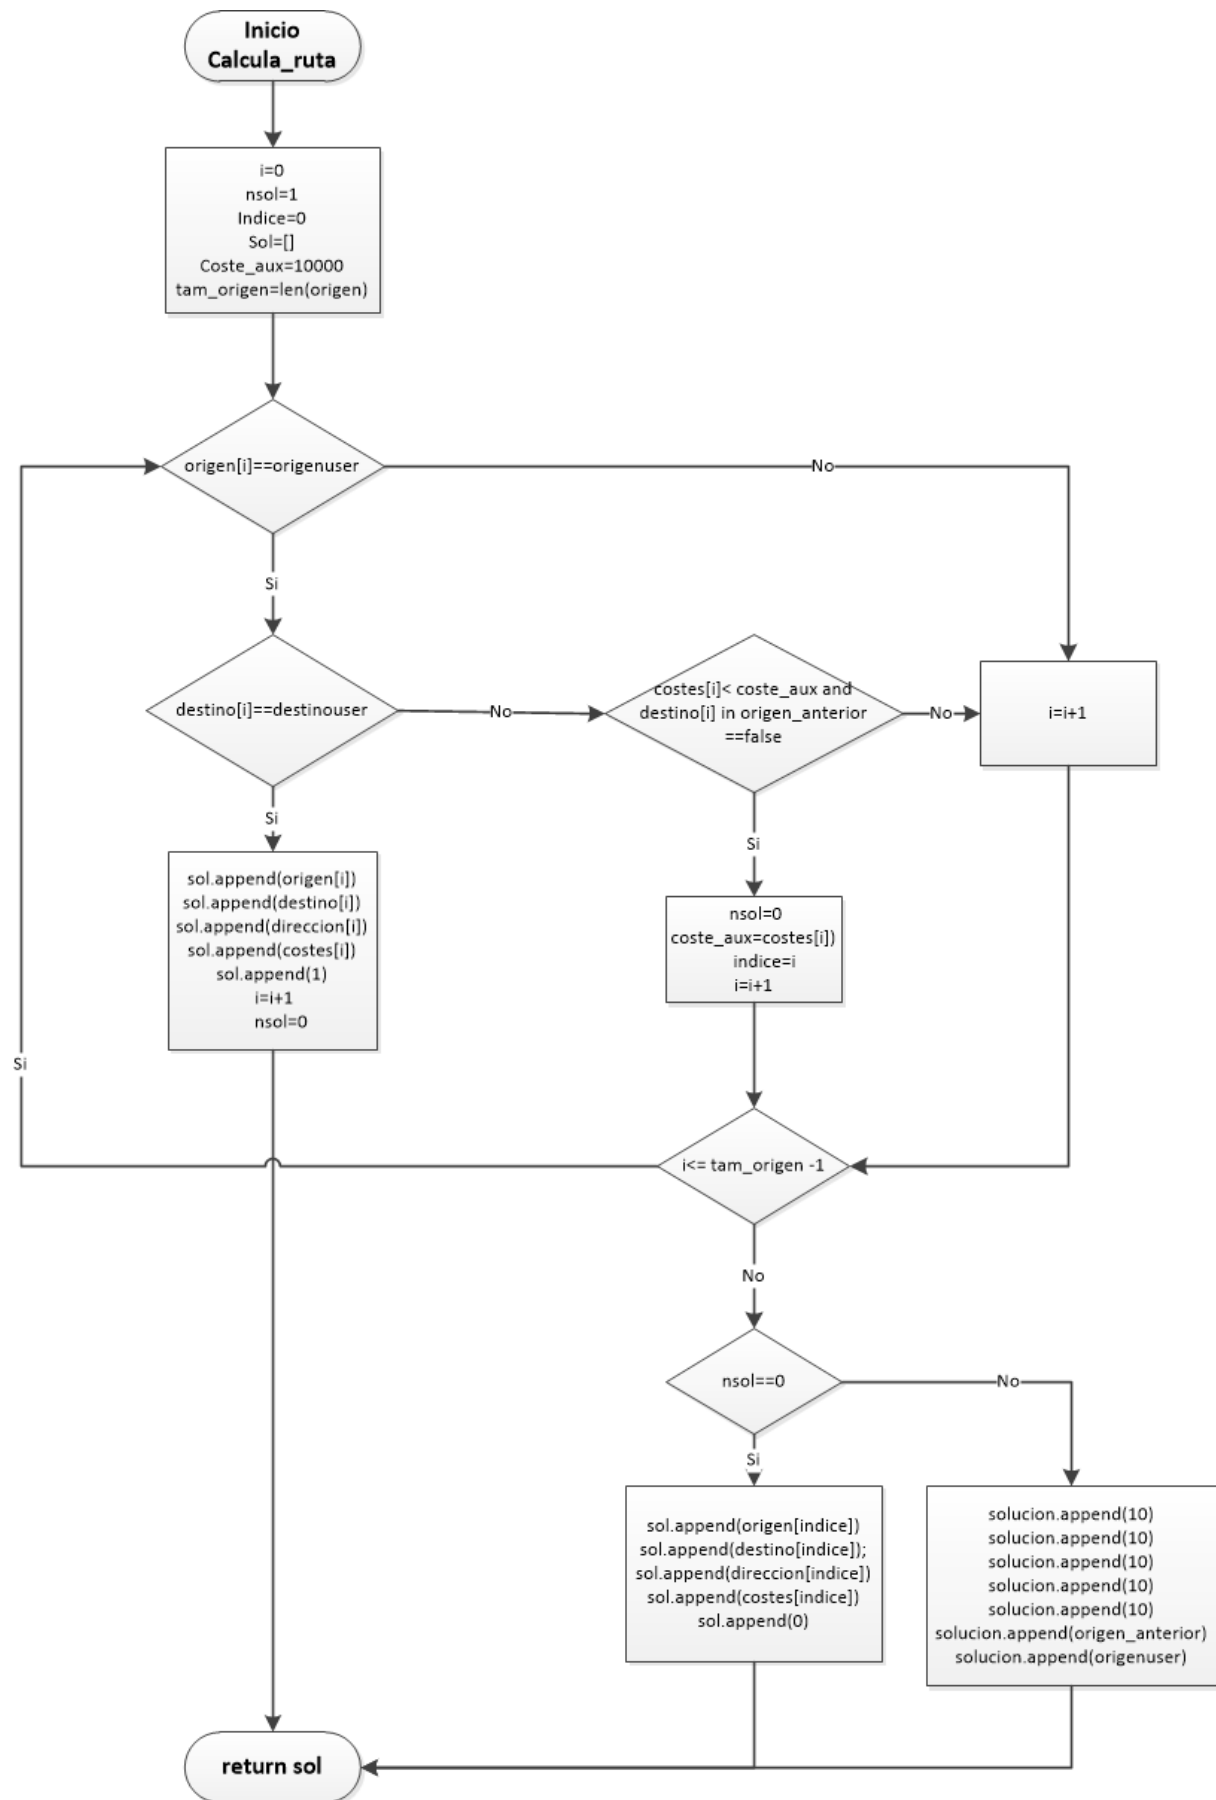 Inicio
Calcula_ruta
i=0
nsol=1
Indice=0
Sol=[]
Coste_aux=10000
tam_origen=len(origen)
origen[i]==origenuser
No
Si
destino[i]==destinouser
No
costes[i]< coste_aux and
destino[i] in origen_anterior
==false
No
i=i+1
Si
Si
sol.append(origen[i])
sol.append(destino[i])
sol.append(direccion[i])
sol.append(costes[i])
sol.append(1)
i=i+1
nsol=0
nsol=0
coste_aux=costes[i])
indice=i
i=i+1
Si
i<= tam_origen -1
No
nsol==0
No
Si
sol.append(origen[indice])
sol.append(destino[indice]);
sol.append(direccion[indice])
sol.append(costes[indice])
sol.append(0)
solucion.append(10)
solucion.append(10)
solucion.append(10)
solucion.append(10)
solucion.append(10)
solucion.append(origen_anterior)
solucion.append(origenuser)
return sol